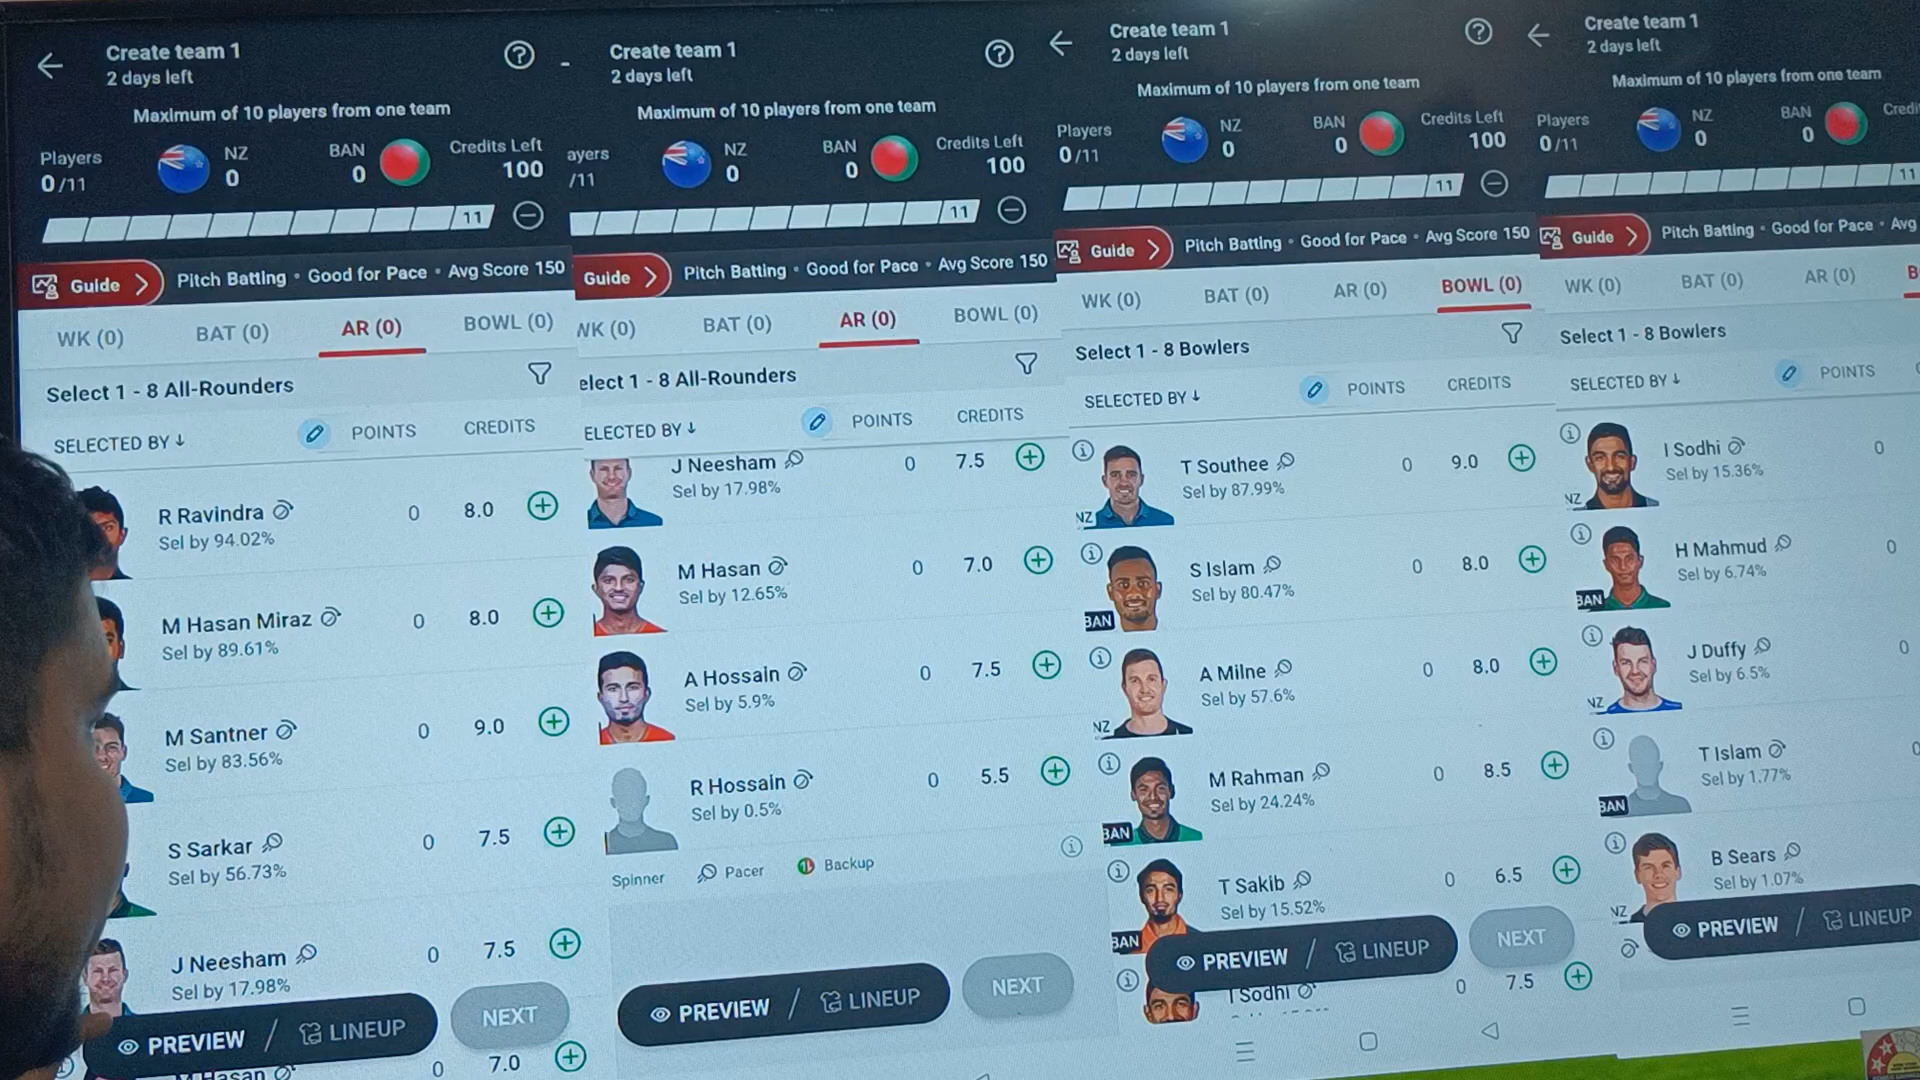 Create team 1
2 days left
Maximum of 10 players from one team
Players
0/11
NZ
0
BAN
0
Credits Left
100
11
Guide
Pitch Batting • Good for Pace • Avg Score 150
WK (0)
BAT (0)
AR (0)
BOWL (0)
Select 1 - 8 All-Rounders
SELECTED BY ↓
POINTS
CREDITS
R Ravindra
Sel by 94.02%
0
8.0
M Hasan Miraz
Sel by 89.61%
0
8.0
M Santner
Sel by 83.56%
0
9.0
S Sarkar
Sel by 56.73%
0
7.5
J Neesham
Sel by 17.98%
0
7.5
PREVIEW / LINEUP
NEXT
M Hasan
0
7.0
Create team 1
2 days left
Maximum of 10 players from one team
ayers
/11
NZ
0
BAN
0
Credits Left
100
11
Guide
Pitch Batting • Good for Pace • Avg Score 150
WK (0)
BAT (0)
AR (0)
BOWL (0)
elect 1 - 8 All-Rounders
ELECTED BY ↓
POINTS
CREDITS
J Neesham
Sel by 17.98%
0
7.5
M Hasan
Sel by 12.65%
0
7.0
A Hossain
Sel by 5.9%
0
7.5
R Hossain
Sel by 0.5%
0
5.5
Spinner
Pacer
Backup
PREVIEW / LINEUP
NEXT
Create team 1
2 days left
Maximum of 10 players from one team
Players
0/11
NZ
0
BAN
0
Credits Left
100
11
Guide
Pitch Batting • Good for Pace • Avg Score 150
WK (0)
BAT (0)
AR (0)
BOWL (0)
Select 1 - 8 Bowlers
SELECTED BY ↓
POINTS
CREDITS
NZ
T Southee
Sel by 87.99%
0
9.0
BAN
S Islam
Sel by 80.47%
0
8.0
NZ
A Milne
Sel by 57.6%
0
8.0
BAN
M Rahman
Sel by 24.24%
0
8.5
BAN
T Sakib
Sel by 15.52%
0
6.5
PREVIEW / LINEUP
NEXT
I Sodhi
0
7.5
Create team 1
2 days left
Maximum of 10 players from one team
Players
0/11
NZ
0
BAN
0
Credi
11
Guide
Pitch Batting • Good for Pace • Avg
WK (0)
BAT (0)
AR (0)
B
Select 1 - 8 Bowlers
SELECTED BY ↓
POINTS
NZ
I Sodhi
Sel by 15.36%
0
BAN
H Mahmud
Sel by 6.74%
0
NZ
J Duffy
Sel by 6.5%
0
BAN
T Islam
Sel by 1.77%
0
NZ
B Sears
Sel by 1.07%
PREVIEW / LINEUP